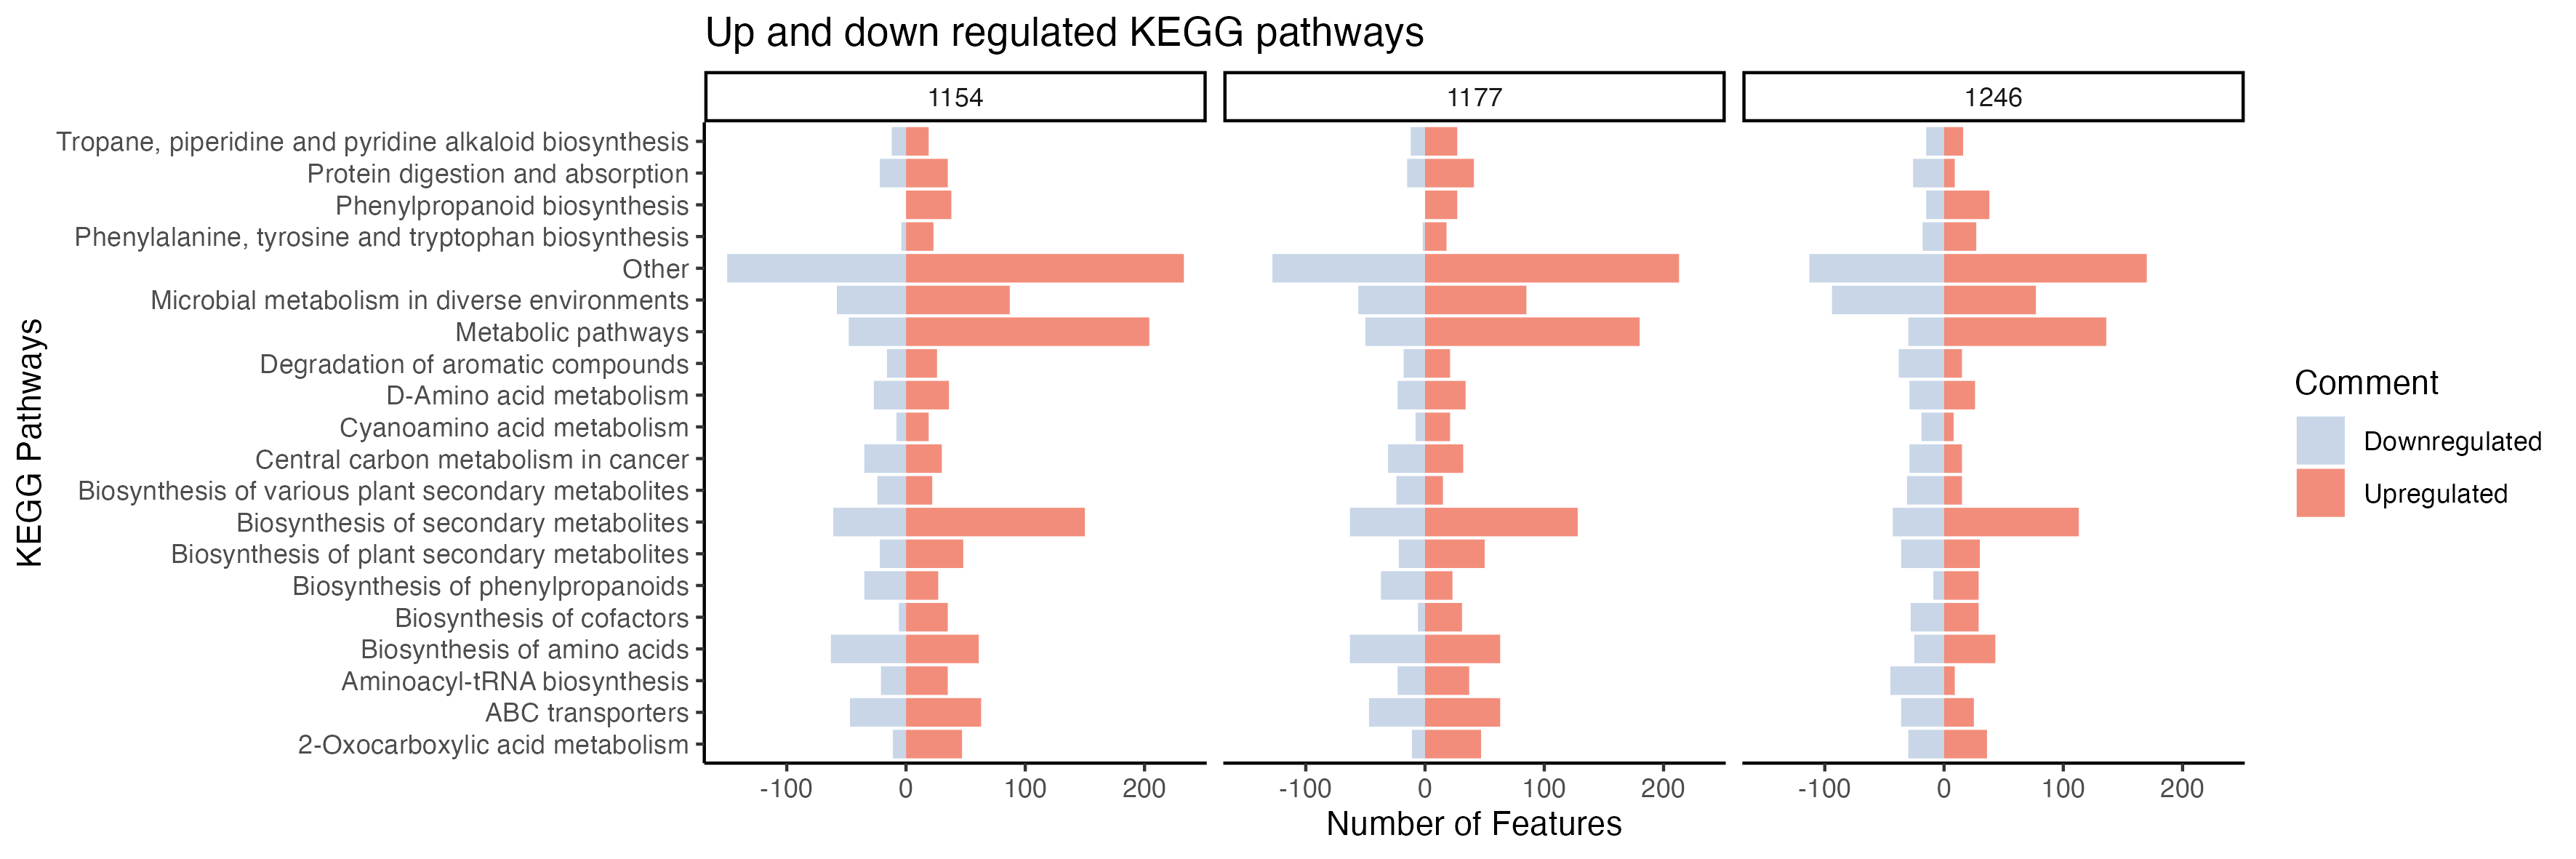 Up and down regulated KEGG pathways
1154
1177
1246
KEGG Pathways
Tropane, piperidine and pyridine alkaloid biosynthesis
Protein digestion and absorption
Phenylpropanoid biosynthesis
Phenylalanine, tyrosine and tryptophan biosynthesis
Other
Microbial metabolism in diverse environments
Metabolic pathways
Degradation of aromatic compounds
D-Amino acid metabolism
Cyanoamino acid metabolism
Central carbon metabolism in cancer
Biosynthesis of various plant secondary metabolites
Biosynthesis of secondary metabolites
Biosynthesis of plant secondary metabolites
Biosynthesis of phenylpropanoids
Biosynthesis of cofactors
Biosynthesis of amino acids
Aminoacyl-tRNA biosynthesis
ABC transporters
2-Oxocarboxylic acid metabolism
-100 0 100 200
-100 0 100 200
-100 0 100 200
Number of Features
Comment
Downregulated
Upregulated